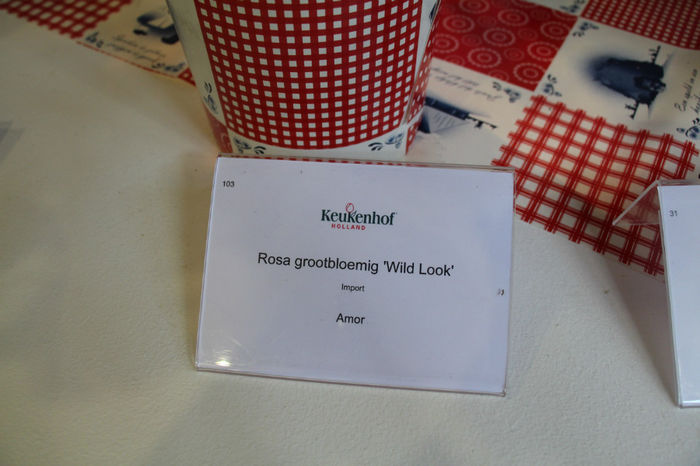 103
Keukenhof
HOLLAND
Rosa grootbloemig 'Wild Look'
Import
Amor
31